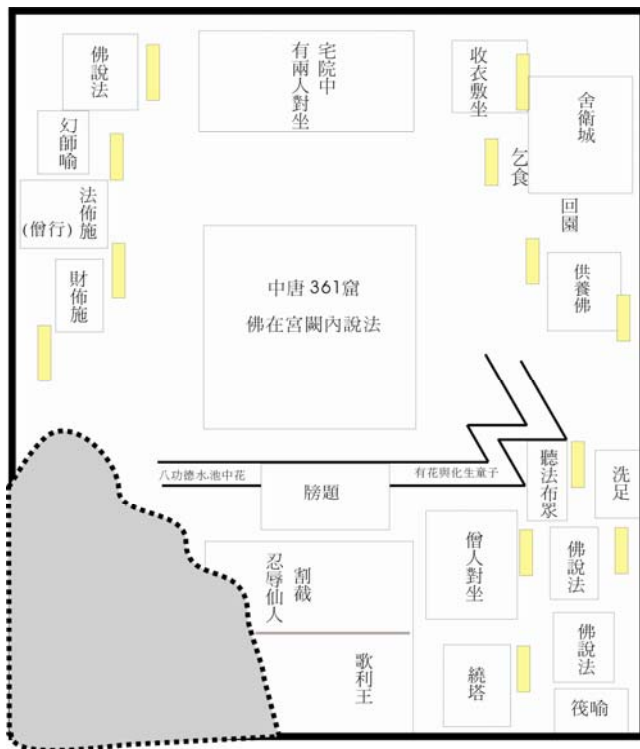 佛說法
宅院中
有兩人對坐
收衣敷坐
舍衛城
幻師喻
乞食
法佈施
(僧行)
回園
財佈施
供養佛
中唐 361窟
佛在宮闕內說法
八功德水,池中花
有花與化生童子
膀題
聽法布眾
洗足
割截
忍辱仙人
歌利王
僧人對坐
佛說法
繞塔
佛說法
筏喻